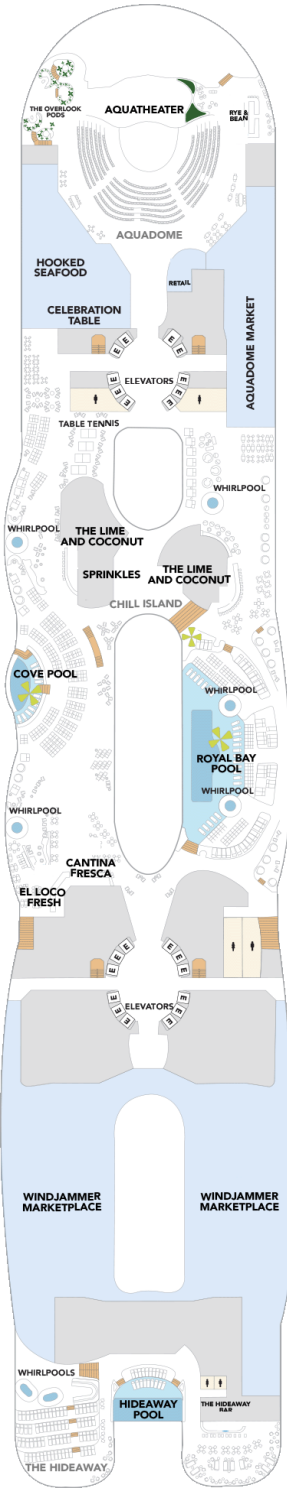 THE OVERLOOK
PODS
AQUATHEATER
RYE &
BEAN
AQUADOME
HOOKED
SEAFOOD
RETAIL
CELEBRATION
TABLE
AQUADOME MARKET
E E E
E E E
ELEVATORS
E E E
E E E
TABLE TENNIS
WHIRLPOOL
WHIRLPOOL
THE LIME
AND COCONUT
SPRINKLES
THE LIME
AND COCONUT
CHILL ISLAND
COVE POOL
WHIRLPOOL
ROYAL BAY
POOL
WHIRLPOOL
WHIRLPOOL
CANTINA
FRESCA
EL LOCO
FRESH
E E E
E E E
ELEVATORS
E E E
E E E
WINDJAMMER
MARKETPLACE
WINDJAMMER
MARKETPLACE
WHIRLPOOLS
HIDEAWAY
POOL
THE HIDEAWAY
BAR
THE HIDEAWAY